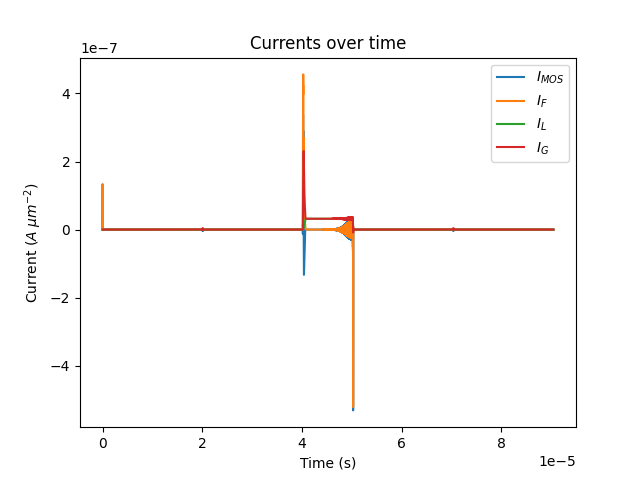 Currents over time
1e−7
I_MOS
I_F
I_L
I_G
4
2
0
−2
−4
Current (A μm⁻²)
0 2 4 6 8
1e−5
Time (s)